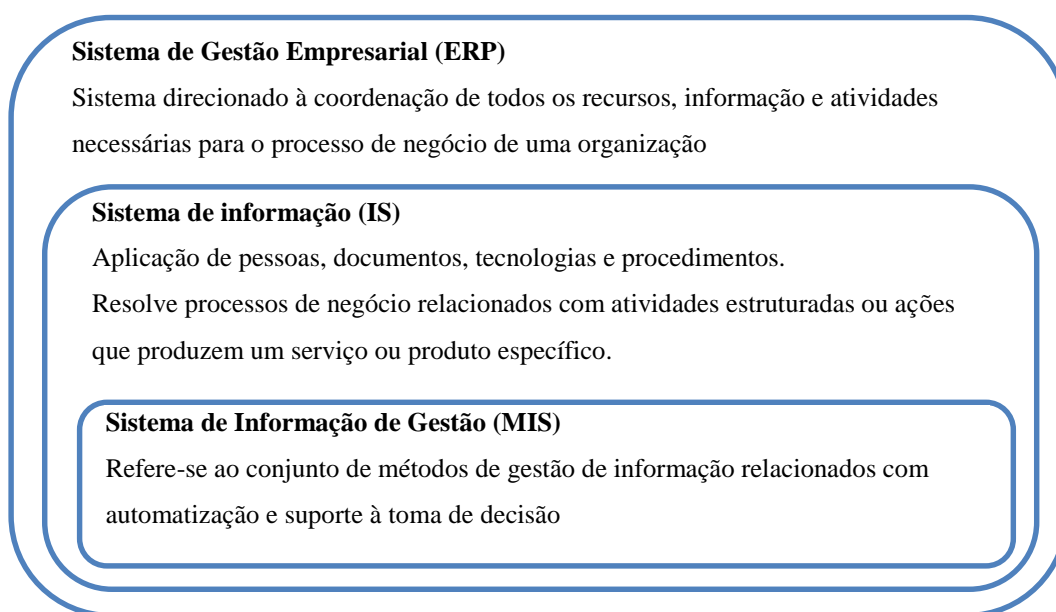 Sistema de Gestão Empresarial (ERP)
Sistema direcionado à coordenação de todos os recursos, informação e atividades
necessárias para o processo de negócio de uma organização
Sistema de informação (IS)
Aplicação de pessoas, documentos, tecnologias e procedimentos.
Resolve processos de negócio relacionados com atividades estruturadas ou ações
que produzem um serviço ou produto específico.
Sistema de Informação de Gestão (MIS)
Refere-se ao conjunto de métodos de gestão de informação relacionados com
automatização e suporte à toma de decisão